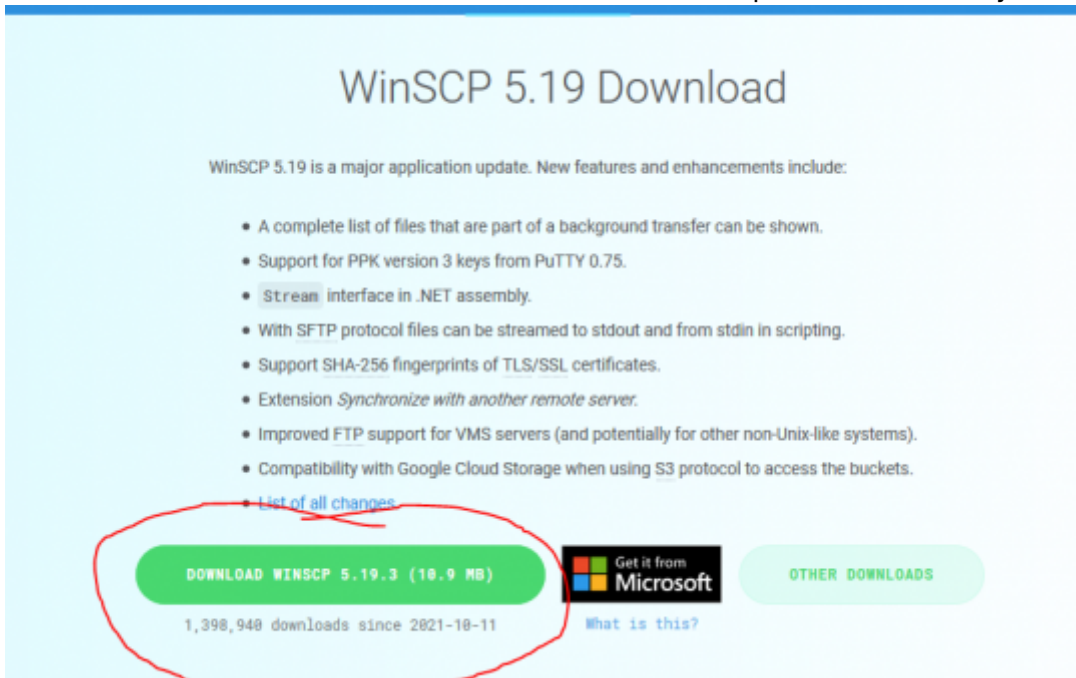 WinSCP 5.19 Download
WinSCP 5.19 is a major application update. New features and enhancements include:
• A complete list of files that are part of a background transfer can be shown.
• Support for PPK version 3 keys from PuTTY 0.75.
• Stream interface in .NET assembly.
• With SFTP protocol files can be streamed to stdout and from stdin in scripting.
• Support SHA-256 fingerprints of TLS/SSL certificates.
• Extension Synchronize with another remote server.
• Improved FTP support for VMS servers (and potentially for other non-Unix-like systems).
• Compatibility with Google Cloud Storage when using S3 protocol to access the buckets.
• List of all changes
DOWNLOAD WINSCP 5.19.3 (10.9 MB)
Get it from
Microsoft
OTHER DOWNLOADS
1,398,940 downloads since 2021-10-11
What is this?